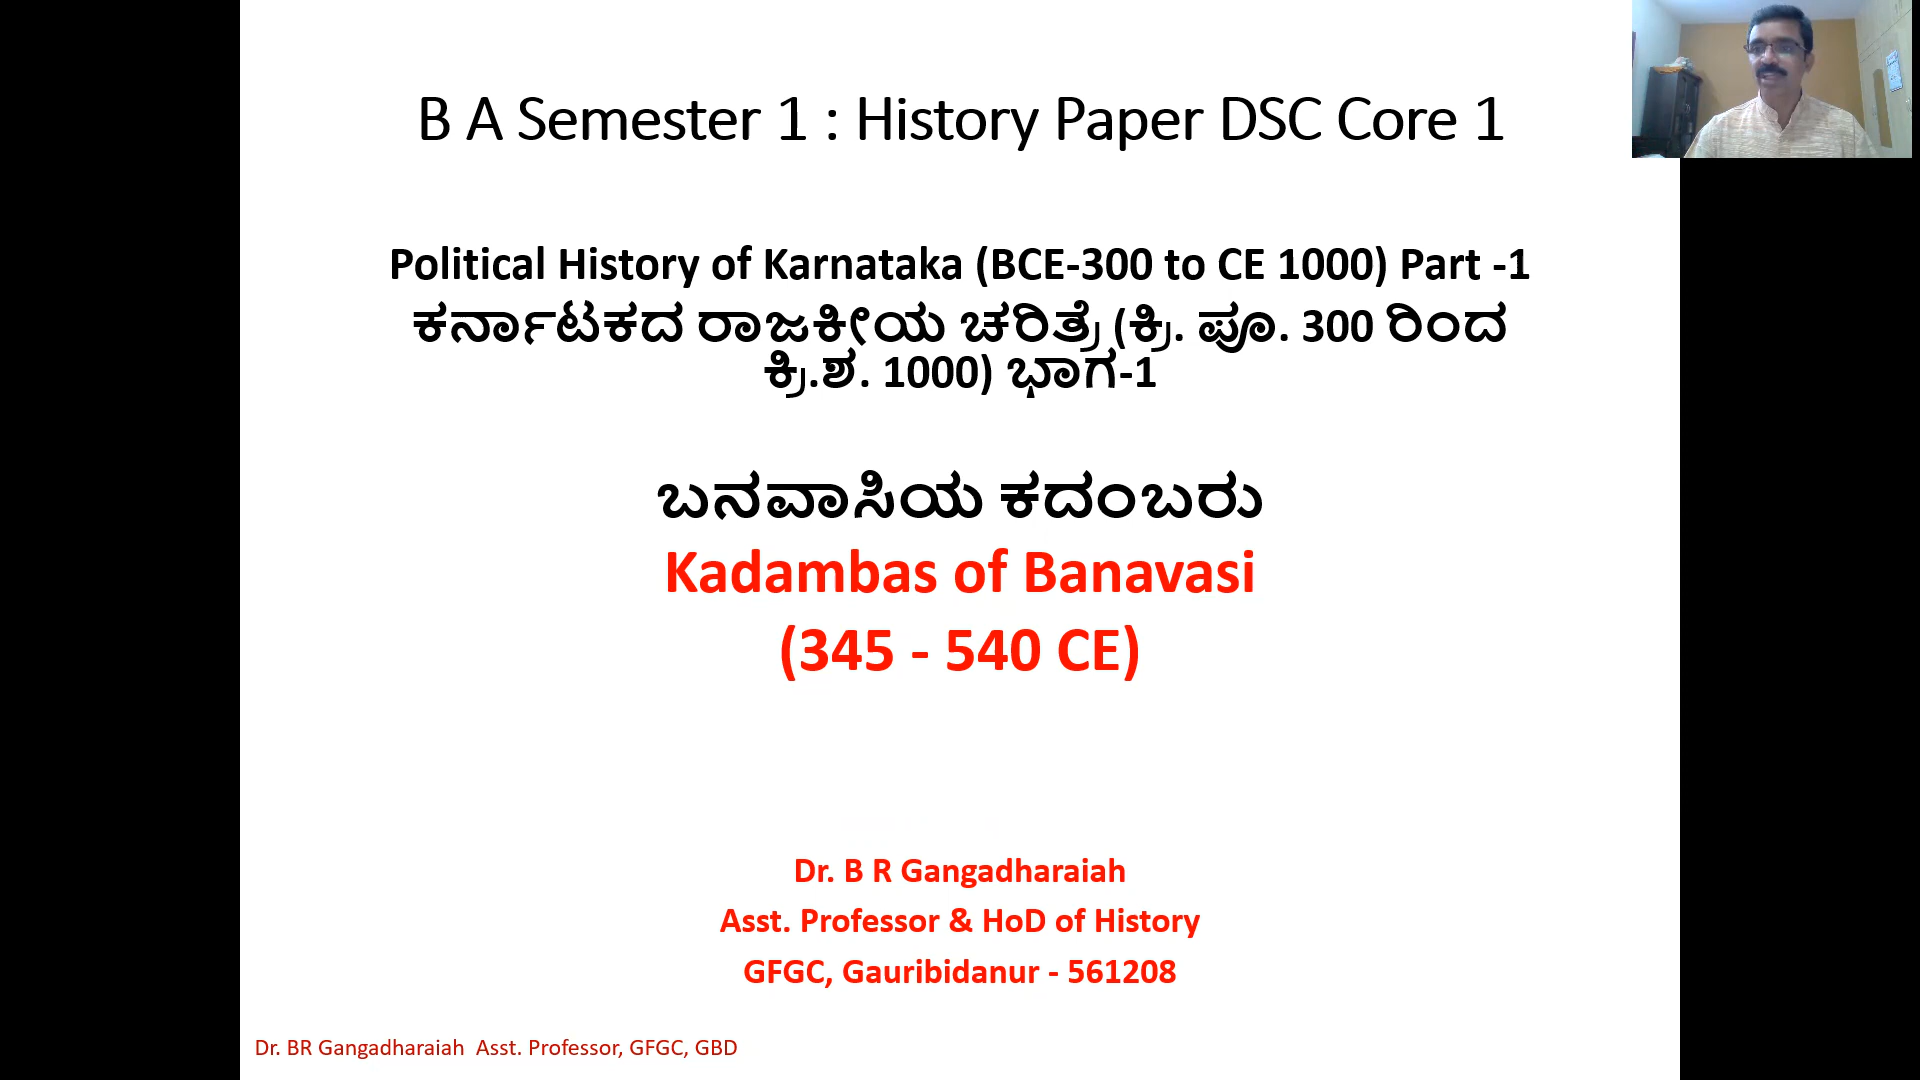 B A Semester 1 : History Paper DSC Core 1
Political History of Karnataka (BCE-300 to CE 1000) Part -1
ಕರ್ನಾಟಕದ ರಾಜಕೀಯ ಚರಿತ್ರೆ (ಕ್ರಿ. ಪೂ. 300 ರಿಂದ
ಕ್ರಿ.ಶ. 1000) ಭಾಗ-1
ಬನವಾಸಿಯ ಕದಂಬರು
Kadambas of Banavasi
(345 - 540 CE)
Dr. B R Gangadharaiah
Asst. Professor & HoD of History
GFGC, Gauribidanur - 561208
Dr. BR Gangadharaiah  Asst. Professor, GFGC, GBD